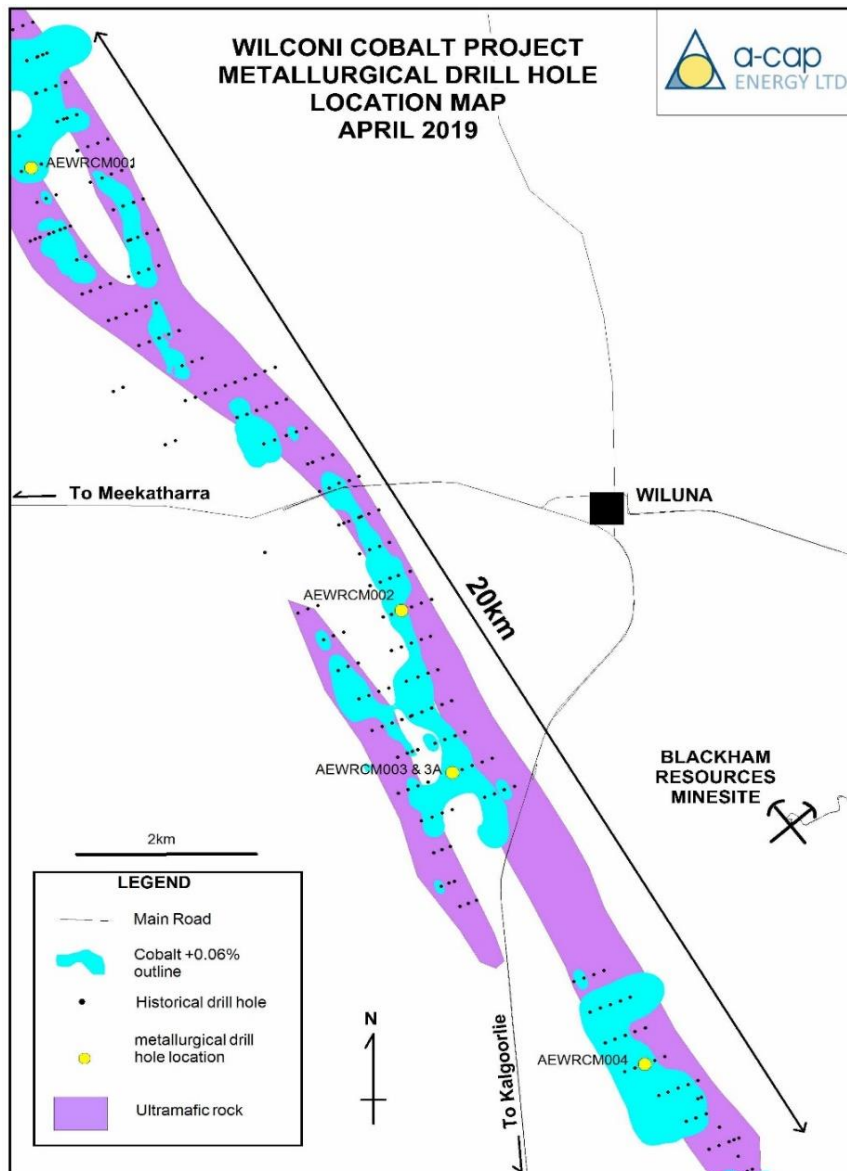 WILCONI COBALT PROJECT
METALLURGICAL DRILL HOLE
LOCATION MAP
APRIL 2019
a-cap
ENERGY LTD
AEWRCM001
To Meekatharra
WILUNA
AEWRCM002
20km
AEWRCM003 & 3A
BLACKHAM
RESOURCES
MINESITE
2km
LEGEND
Main Road
Cobalt +0.06%
outline
Historical drill hole
metallurgical drill
hole location
Ultramafic rock
N
To Kalgoorlie
AEWRCM004